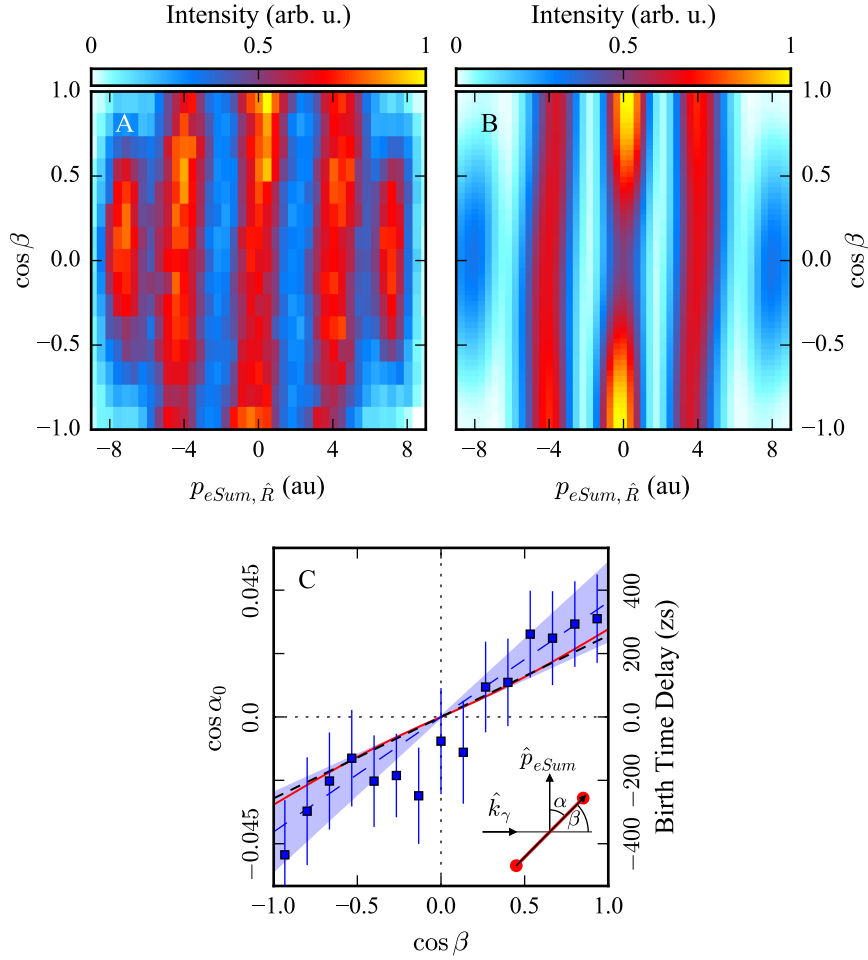 Intensity (arb. u.) Intensity (arb. u.)
0 0.5 1 0 0.5 1
A B
1.0 1.0
0.5 0.5
0.0 0.0
−0.5 −0.5
−1.0 −1.0
cos β cos β
−8 −4 0 4 8 −8 −4 0 4 8
p_{eSum, R̂} (au) p_{eSum, R̂} (au)
C
0.045 400
200
0.0 0.0
−200
−0.045 −400
cos α₀ Birth Time Delay (zs)
p̂_{eSum}
k̂_γ α β
−1.0 −0.5 0.0 0.5 1.0
cos β